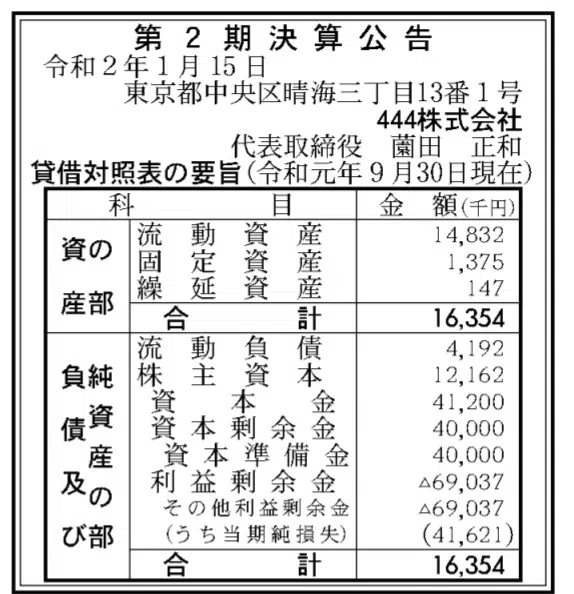 第2期決算公告
令和2年1月15日
東京都中央区晴海三丁目13番1号
444株式会社
代表取締役 薗田 正和
貸借対照表の要旨(令和元年9月30日現在)
科目 金額(千円)
資産の部
流動資産 14,832
固定資産 1,375
繰延資産 147
合計 16,354
負債及び純資産の部
流動負債 4,192
株主資本 12,162
資本金 41,200
資本剰余金 40,000
資本準備金 40,000
利益剰余金 △69,037
その他利益剰余金 △69,037
(うち当期純損失) (41,621)
合計 16,354